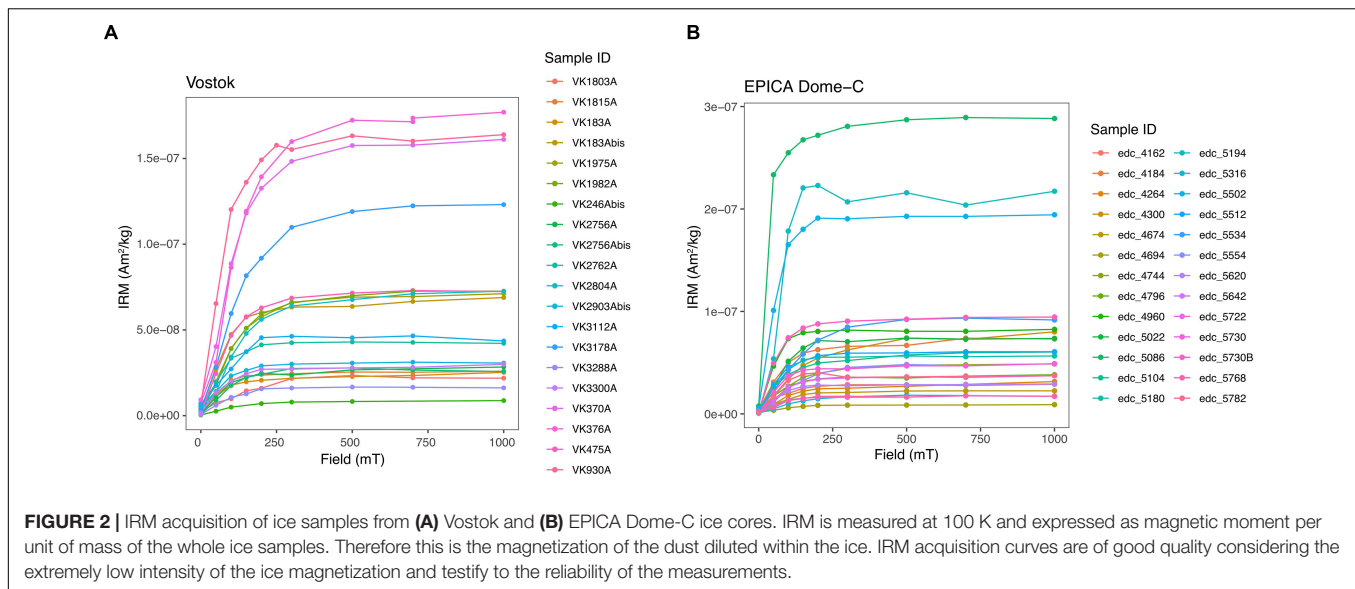 A
Vostok
IRM (Am²/kg)
1.5e−07
1.0e−07
5.0e−08
0.0e+00
0 250 500 750 1000
Field (mT)
Sample ID
VK1803A
VK1815A
VK183A
VK183Abis
VK1975A
VK1982A
VK246Abis
VK2756A
VK2756Abis
VK2762A
VK2804A
VK2903Abis
VK3112A
VK3178A
VK3288A
VK3300A
VK370A
VK376A
VK475A
VK930A
B
EPICA Dome−C
IRM (Am²/kg)
3e−07
2e−07
1e−07
0e+00
0 250 500 750 1000
Field (mT)
Sample ID
edc_4162 edc_5194
edc_4184 edc_5316
edc_4264 edc_5502
edc_4300 edc_5512
edc_4674 edc_5534
edc_4694 edc_5554
edc_4744 edc_5620
edc_4796 edc_5642
edc_4960 edc_5722
edc_5022 edc_5730
edc_5086 edc_5730B
edc_5104 edc_5768
edc_5180 edc_5782
FIGURE 2 | IRM acquisition of ice samples from (A) Vostok and (B) EPICA Dome-C ice cores. IRM is measured at 100 K and expressed as magnetic moment per
unit of mass of the whole ice samples. Therefore this is the magnetization of the dust diluted within the ice. IRM acquisition curves are of good quality considering the
extremely low intensity of the ice magnetization and testify to the reliability of the measurements.